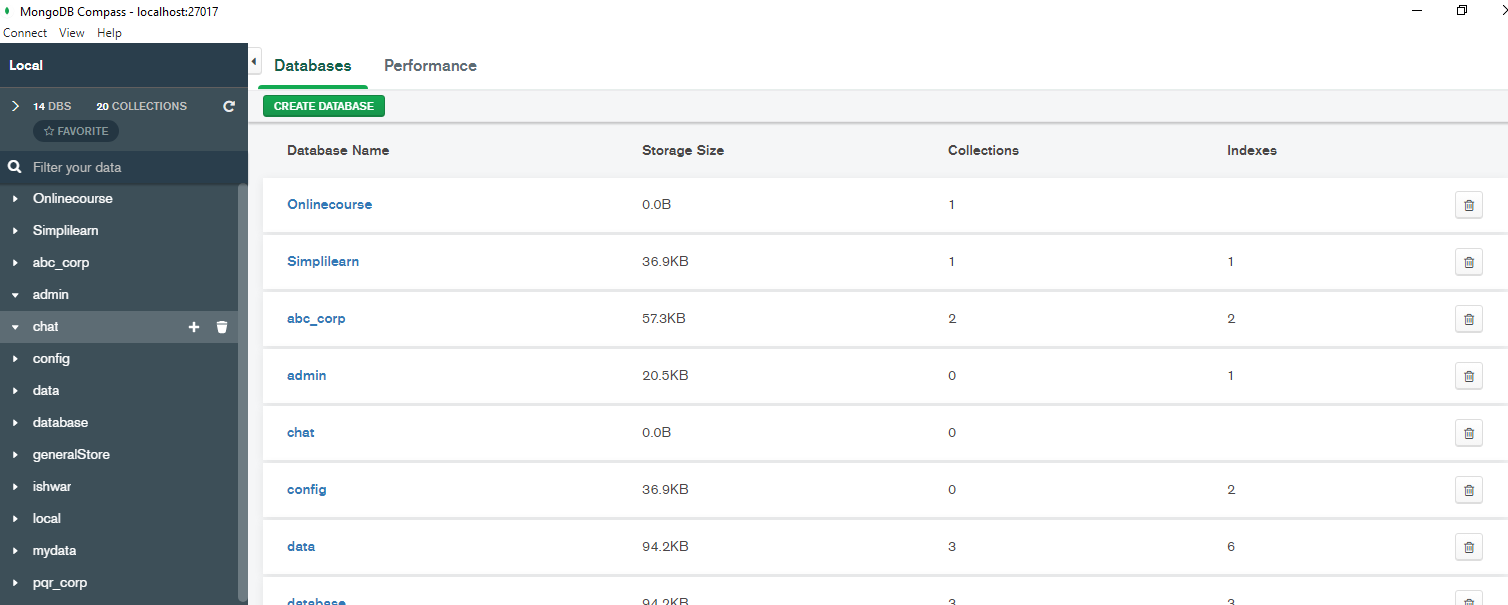 MongoDB Compass - localhost:27017
Connect View Help
Local
14 DBS 20 COLLECTIONS
FAVORITE
Filter your data
Onlinecourse
Simplilearn
abc_corp
admin
chat
config
data
database
generalStore
ishwar
local
mydata
pqr_corp
Databases Performance
CREATE DATABASE
Database Name Storage Size Collections Indexes
Onlinecourse 0.0B 1
Simplilearn 36.9KB 1 1
abc_corp 57.3KB 2 2
admin 20.5KB 0 1
chat 0.0B 0
config 36.9KB 0 2
data 94.2KB 3 6
database 94.2KB 3 3